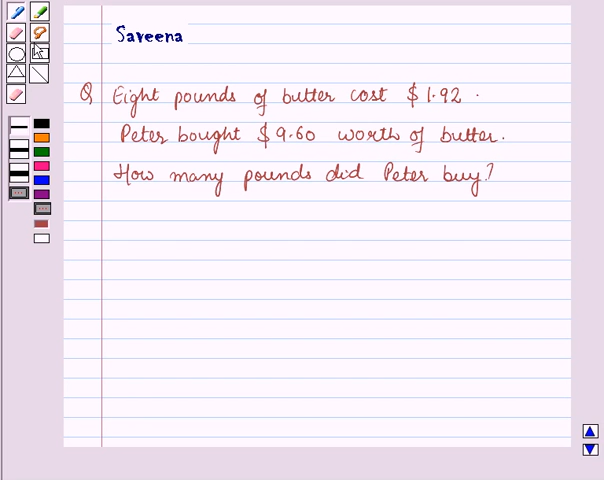 Saveena
Q Eight pounds of butter cost $1.92.
Peter bought $9.60 worth of butter.
How many pounds did Peter buy?